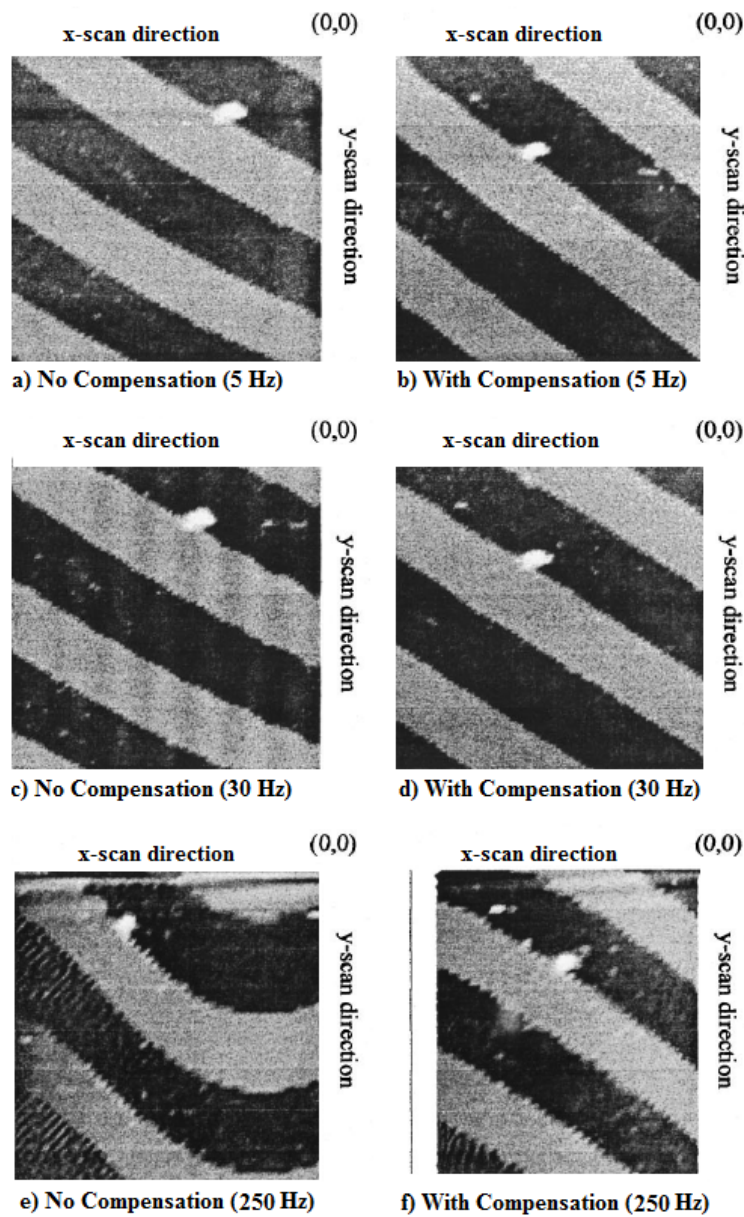 (0,0) (0,0)
x-scan direction x-scan direction
y-scan direction y-scan direction
a) No Compensation (5 Hz) b) With Compensation (5 Hz)
(0,0) (0,0)
x-scan direction x-scan direction
y-scan direction y-scan direction
c) No Compensation (30 Hz) d) With Compensation (30 Hz)
(0,0) (0,0)
x-scan direction x-scan direction
y-scan direction y-scan direction
e) No Compensation (250 Hz) f) With Compensation (250 Hz)